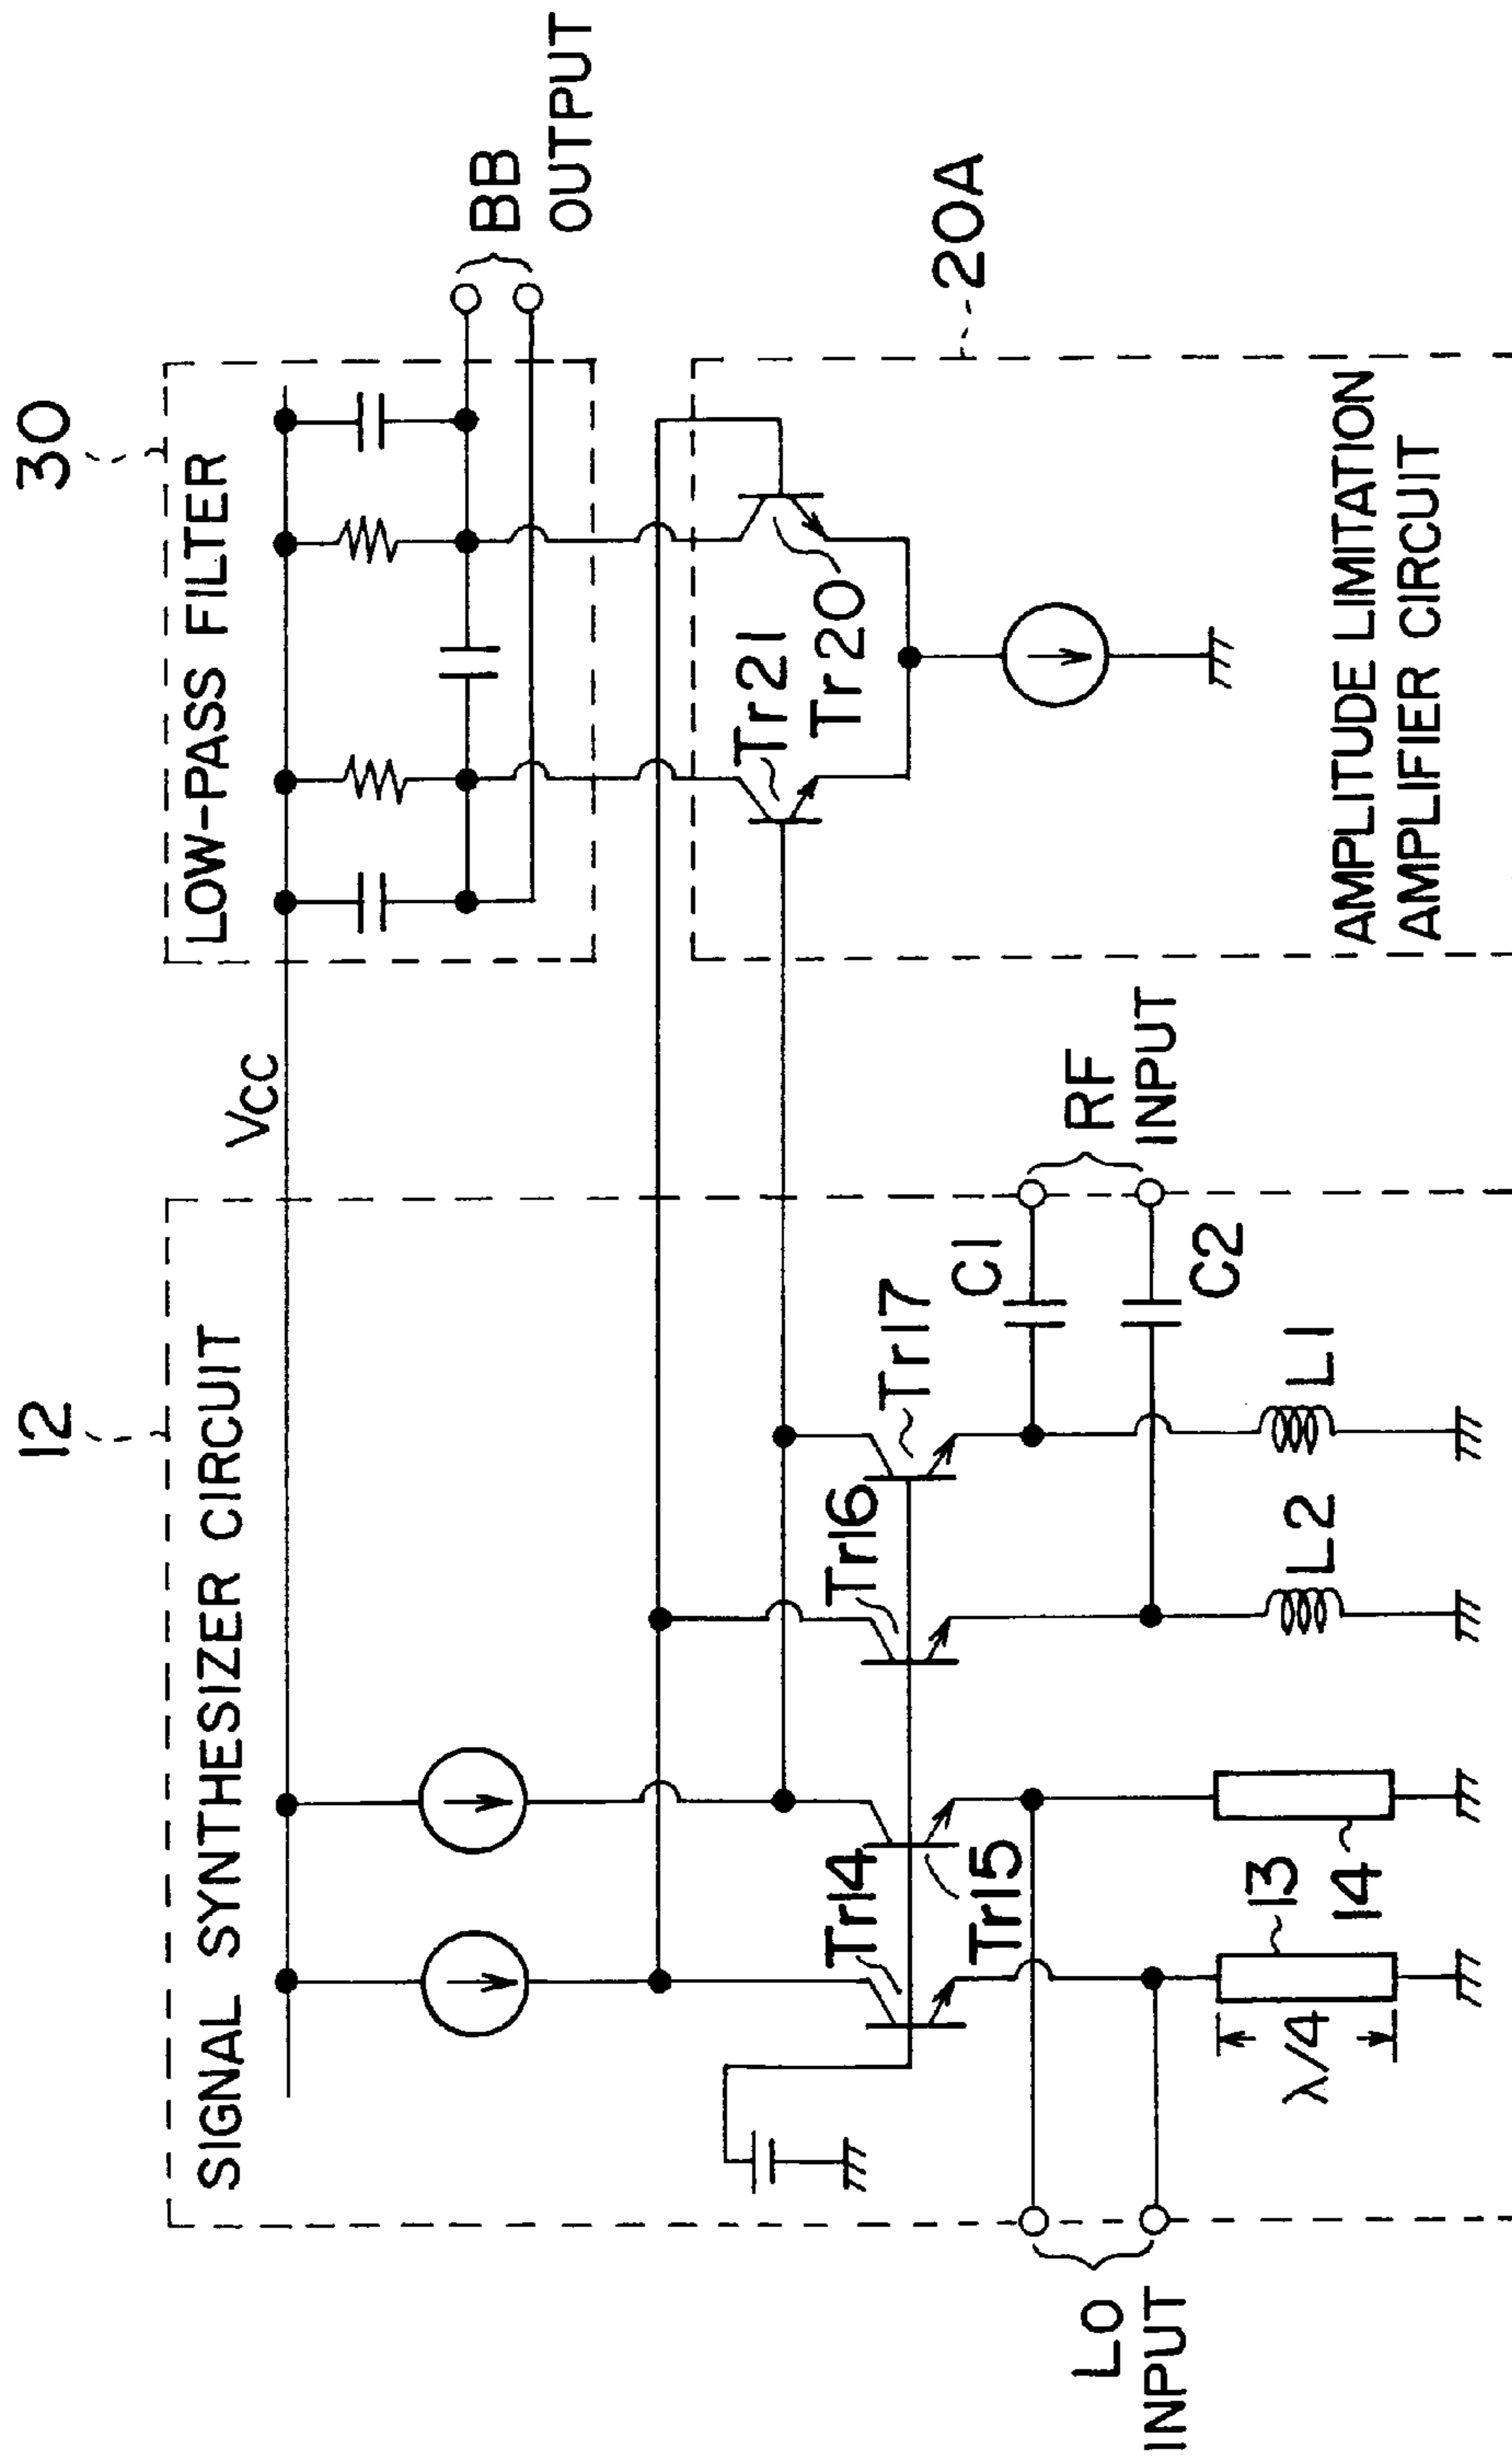 12
30
SIGNAL SYNTHESIZER CIRCUIT
VCC
LOW-PASS FILTER
BB
OUTPUT
Tr14
Tr15
Tr16
Tr17
Tr21
Tr20
20A
C1
C2
RF
INPUT
LO
INPUT
λ/4
13
14
L2
L1
AMPLITUDE LIMITATION
AMPLIFIER CIRCUIT